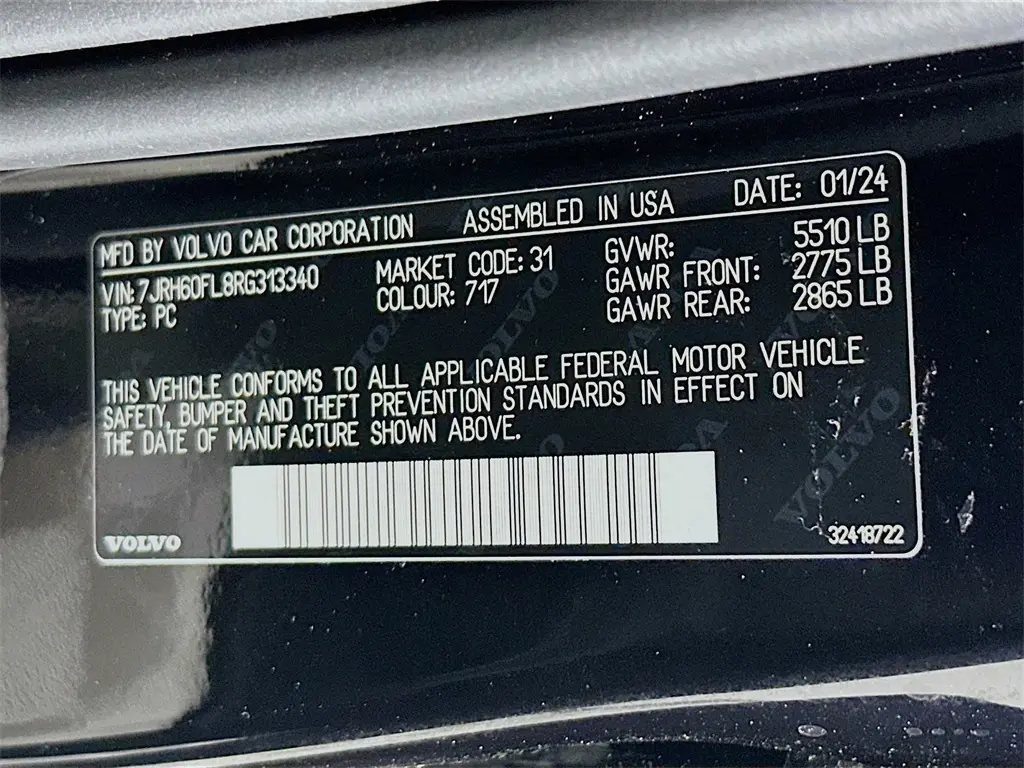 MFD BY VOLVO CAR CORPORATION ASSEMBLED IN USA DATE: 01/24
VIN: 7JRH60FL8RG313340 MARKET CODE: 31 GVWR: 5510 LB
TYPE: PC COLOUR: 717 GAWR FRONT: 2775 LB
GAWR REAR: 2865 LB
THIS VEHICLE CONFORMS TO ALL APPLICABLE FEDERAL MOTOR VEHICLE
SAFETY, BUMPER AND THEFT PREVENTION STANDARDS IN EFFECT ON
THE DATE OF MANUFACTURE SHOWN ABOVE.
VOLVO 32418722